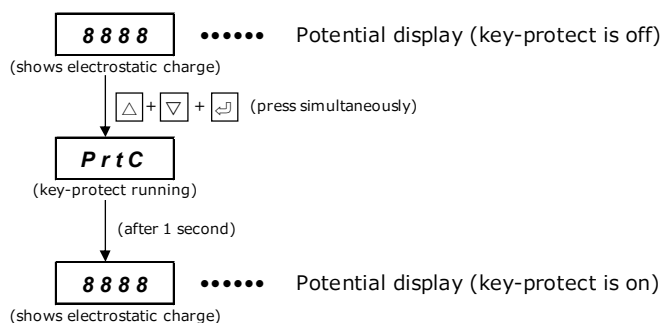 8888 •••••• Potential display (key-protect is off)
(shows electrostatic charge)
△ + ▽ + ⏎ (press simultaneously)
PrtC
(key-protect running)
(after 1 second)
8888 •••••• Potential display (key-protect is on)
(shows electrostatic charge)